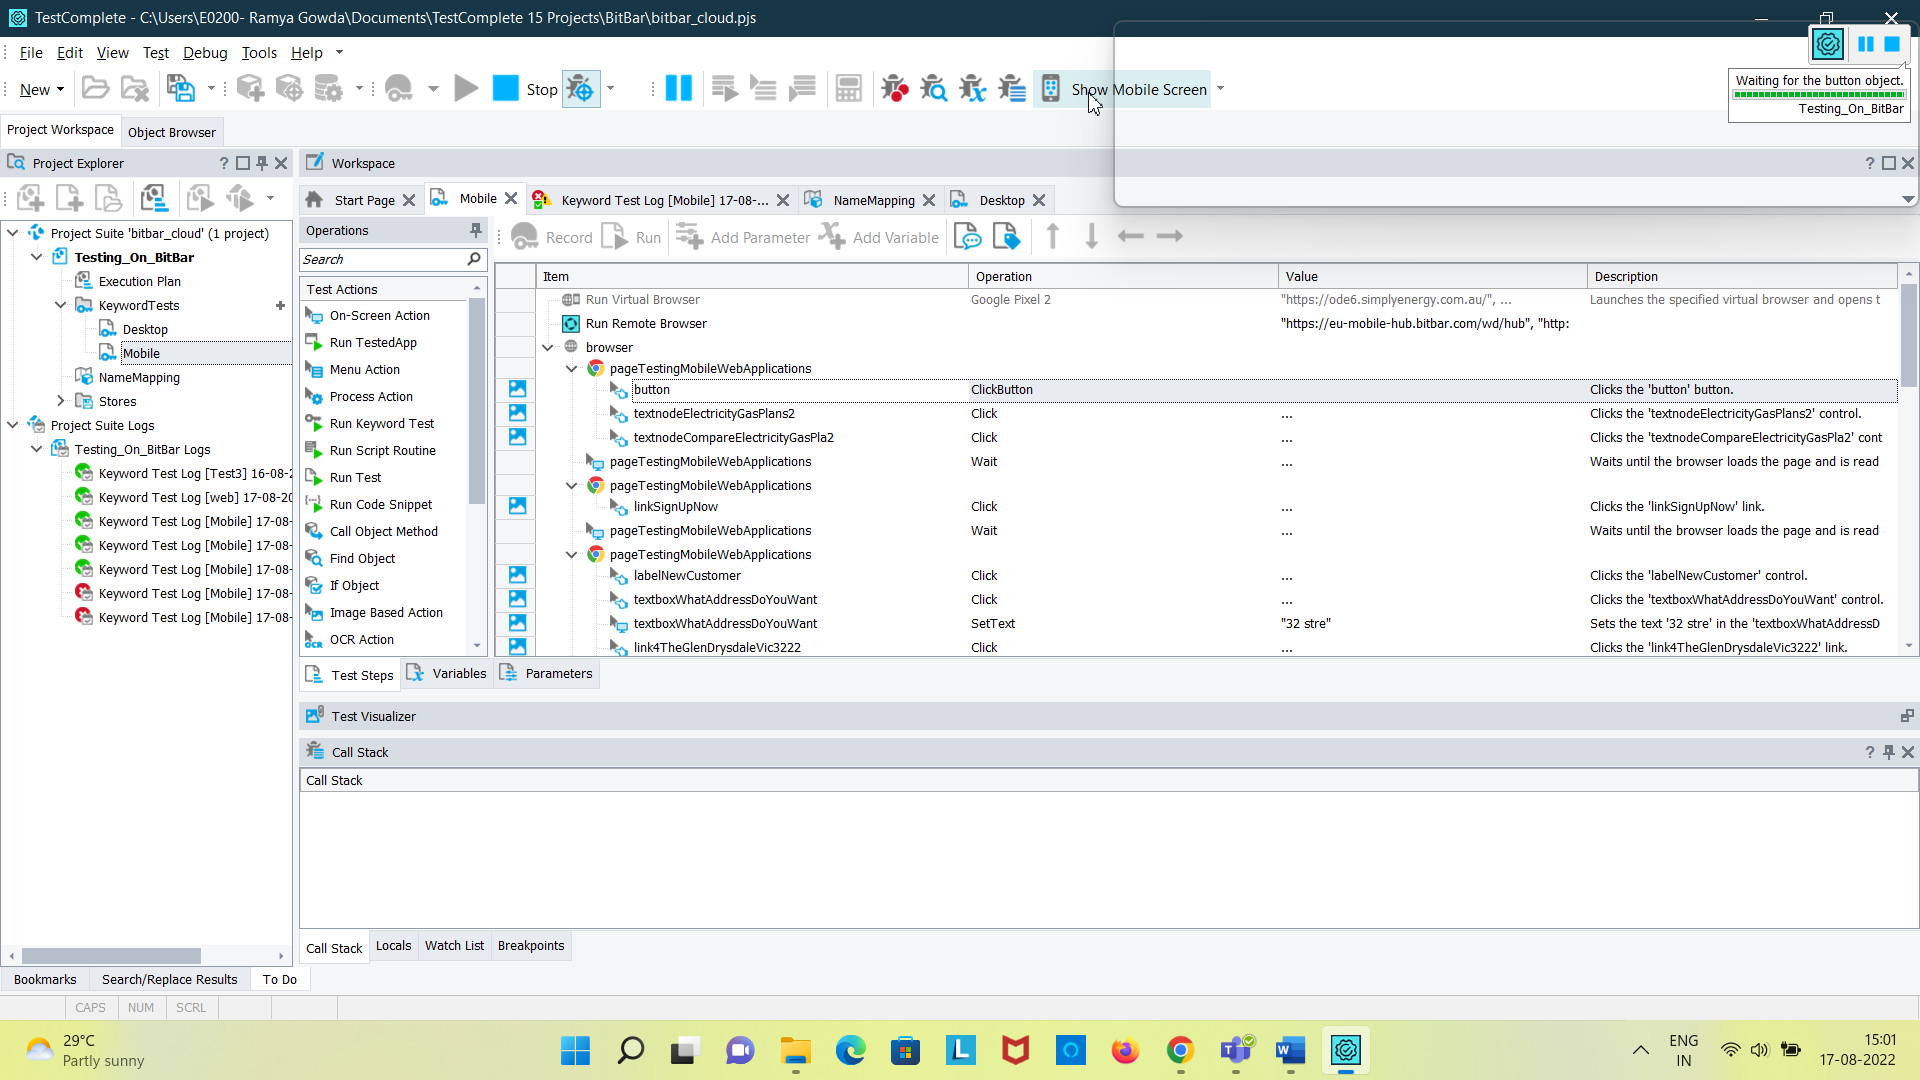 TestComplete - C:\Users\E0200- Ramya Gowda\Documents\TestComplete 15 Projects\BitBar\bitbar_cloud.pjs
File Edit View Test Debug Tools Help
New Stop Show Mobile Screen
Waiting for the button object.
Testing_On_BitBar
Project Workspace Object Browser
Project Explorer ?
Workspace ?
Start Page Mobile Keyword Test Log [Mobile] 17-08-... NameMapping Desktop
Operations
Record Run Add Parameter Add Variable
Search
Test Actions
On-Screen Action
Run TestedApp
Menu Action
Process Action
Run Keyword Test
Run Script Routine
Run Test
Run Code Snippet
Call Object Method
Find Object
If Object
Image Based Action
OCR Action
Project Suite 'bitbar_cloud' (1 project)
Testing_On_BitBar
Execution Plan
KeywordTests
Desktop
Mobile
NameMapping
Stores
Project Suite Logs
Testing_On_BitBar Logs
Keyword Test Log [Test3] 16-08-2
Keyword Test Log [web] 17-08-20
Keyword Test Log [Mobile] 17-08-
Keyword Test Log [Mobile] 17-08-
Keyword Test Log [Mobile] 17-08-
Keyword Test Log [Mobile] 17-08-
Keyword Test Log [Mobile] 17-08-
Item Operation Value Description
Run Virtual Browser Google Pixel 2 "https://ode6.simplyenergy.com.au/", ... Launches the specified virtual browser and opens t
Run Remote Browser "https://eu-mobile-hub.bitbar.com/wd/hub", "http:
browser
pageTestingMobileWebApplications
button ClickButton Clicks the 'button' button.
textnodeElectricityGasPlans2 Click ... Clicks the 'textnodeElectricityGasPlans2' control.
textnodeCompareElectricityGasPla2 Click ... Clicks the 'textnodeCompareElectricityGasPla2' cont
pageTestingMobileWebApplications Wait ... Waits until the browser loads the page and is read
pageTestingMobileWebApplications
linkSignUpNow Click ... Clicks the 'linkSignUpNow' link.
pageTestingMobileWebApplications Wait ... Waits until the browser loads the page and is read
pageTestingMobileWebApplications
labelNewCustomer Click ... Clicks the 'labelNewCustomer' control.
textboxWhatAddressDoYouWant Click ... Clicks the 'textboxWhatAddressDoYouWant' control.
textboxWhatAddressDoYouWant SetText "32 stre" Sets the text '32 stre' in the 'textboxWhatAddressD
link4TheGlenDrysdaleVic3222 Click ... Clicks the 'link4TheGlenDrysdaleVic3222' link.
Test Steps Variables Parameters
Test Visualizer
Call Stack ?
Call Stack
Call Stack Locals Watch List Breakpoints
Bookmarks Search/Replace Results To Do
CAPS NUM SCRL
29°C
Partly sunny
ENG
IN
15:01
17-08-2022